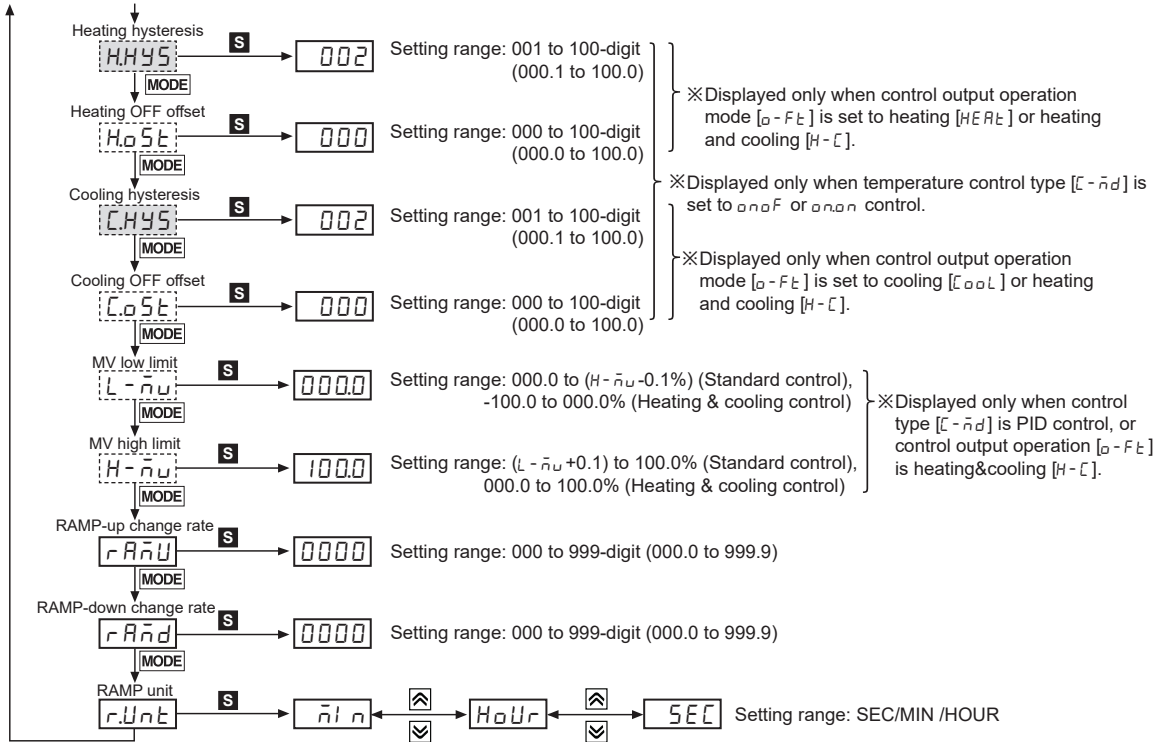 Heating hysteresis
H.HYS S 002 Setting range: 001 to 100-digit
(000.1 to 100.0)
MODE
※Displayed only when control output operation
mode [o-Ft] is set to heating [HEAt] or heating
and cooling [H-C].
Heating OFF offset
H.oSt S 000 Setting range: 000 to 100-digit
(000.0 to 100.0)
MODE
※Displayed only when temperature control type [C-md] is
set to onoF or on.on control.
Cooling hysteresis
C.HYS S 002 Setting range: 001 to 100-digit
(000.1 to 100.0)
MODE
※Displayed only when control output operation
mode [o-Ft] is set to cooling [CooL] or heating
and cooling [H-C].
Cooling OFF offset
C.oSt S 000 Setting range: 000 to 100-digit
(000.0 to 100.0)
MODE
MV low limit
L-mu S 000.0 Setting range: 000.0 to (H-mu-0.1%) (Standard control),
-100.0 to 000.0% (Heating & cooling control)
MODE
※Displayed only when control
type [C-md] is PID control, or
control output operation [o-Ft]
is heating&cooling [H-C].
MV high limit
H-mu S 100.0 Setting range: (L-mu+0.1) to 100.0% (Standard control),
000.0 to 100.0% (Heating & cooling control)
MODE
RAMP-up change rate
rAmU S 0000 Setting range: 000 to 999-digit (000.0 to 999.9)
MODE
RAMP-down change rate
rAmd S 0000 Setting range: 000 to 999-digit (000.0 to 999.9)
MODE
RAMP unit
r.Unt S mIn HoUr SEC Setting range: SEC/MIN /HOUR